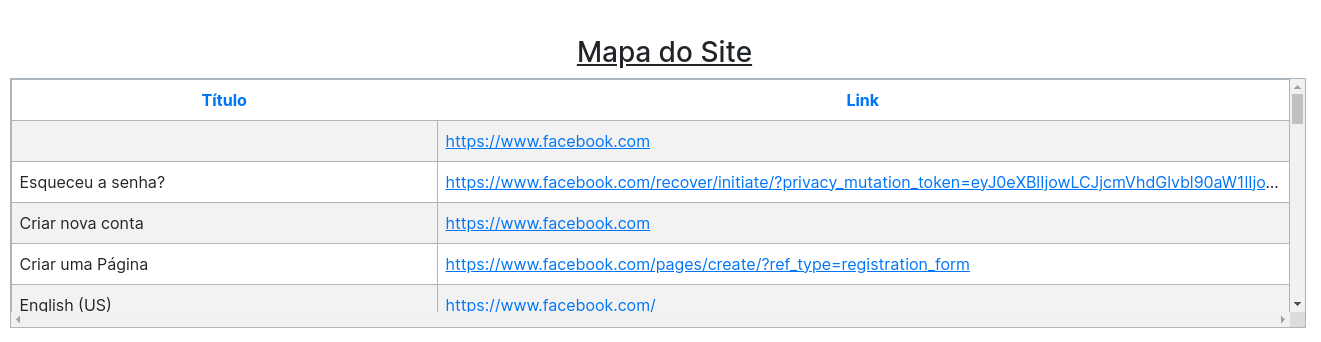 Mapa do Site
Título Link
https://www.facebook.com
Esqueceu a senha? https://www.facebook.com/recover/initiate/?privacy_mutation_token=eyJ0eXBlIjowLCJjcmVhdGlvbl90aW1lIjo...
Criar nova conta https://www.facebook.com
Criar uma Página https://www.facebook.com/pages/create/?ref_type=registration_form
English (US) https://www.facebook.com/